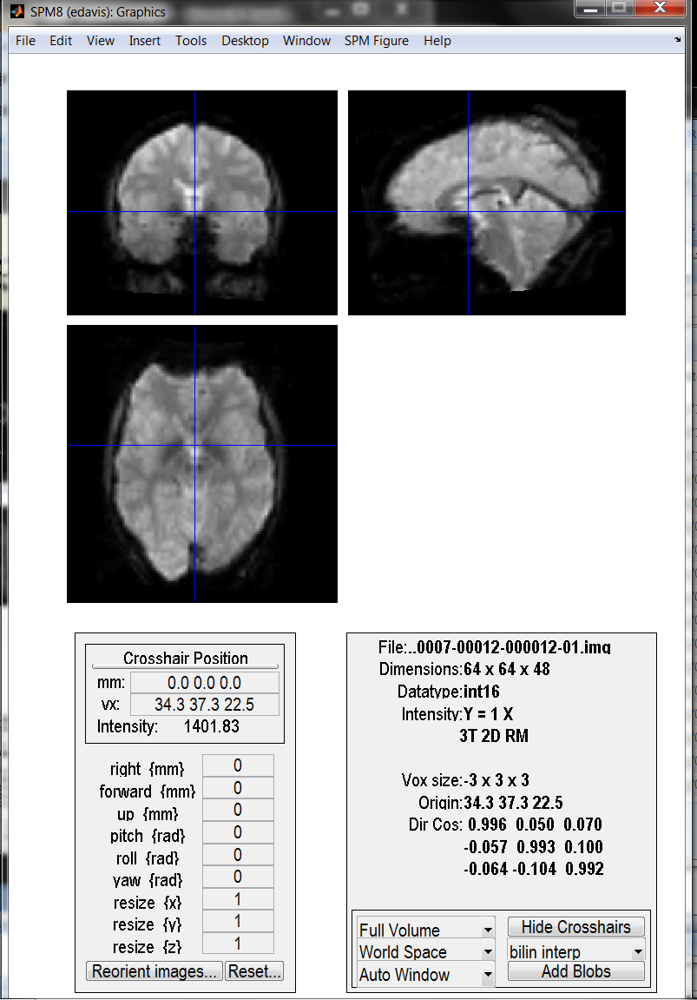 SPM8 (edavis): Graphics
File Edit View Insert Tools Desktop Window SPM Figure Help
Crosshair Position
mm: 0.0 0.0 0.0
vx: 34.3 37.3 22.5
Intensity: 1401.83
right {mm} 0
forward {mm} 0
up {mm} 0
pitch {rad} 0
roll {rad} 0
yaw {rad} 0
resize {x} 1
resize {y} 1
resize {z} 1
Reorient images... Reset...
File:..0007-00012-000012-01.img
Dimensions:64 x 64 x 48
Datatype:int16
Intensity:Y = 1 X
3T 2D RM
Vox size:-3 x 3 x 3
Origin:34.3 37.3 22.5
Dir Cos: 0.996 0.050 0.070
-0.057 0.993 0.100
-0.064 -0.104 0.992
Full Volume Hide Crosshairs
World Space bilin interp
Auto Window Add Blobs